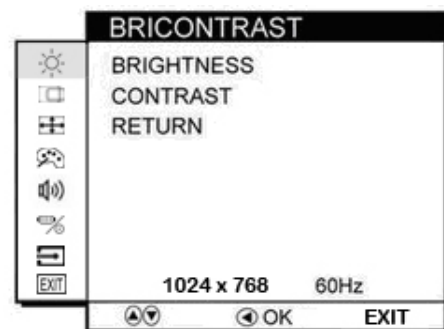 BRICONTRAST
BRIGHTNESS
CONTRAST
RETURN
EXIT
1024 x 768 60Hz
OK EXIT